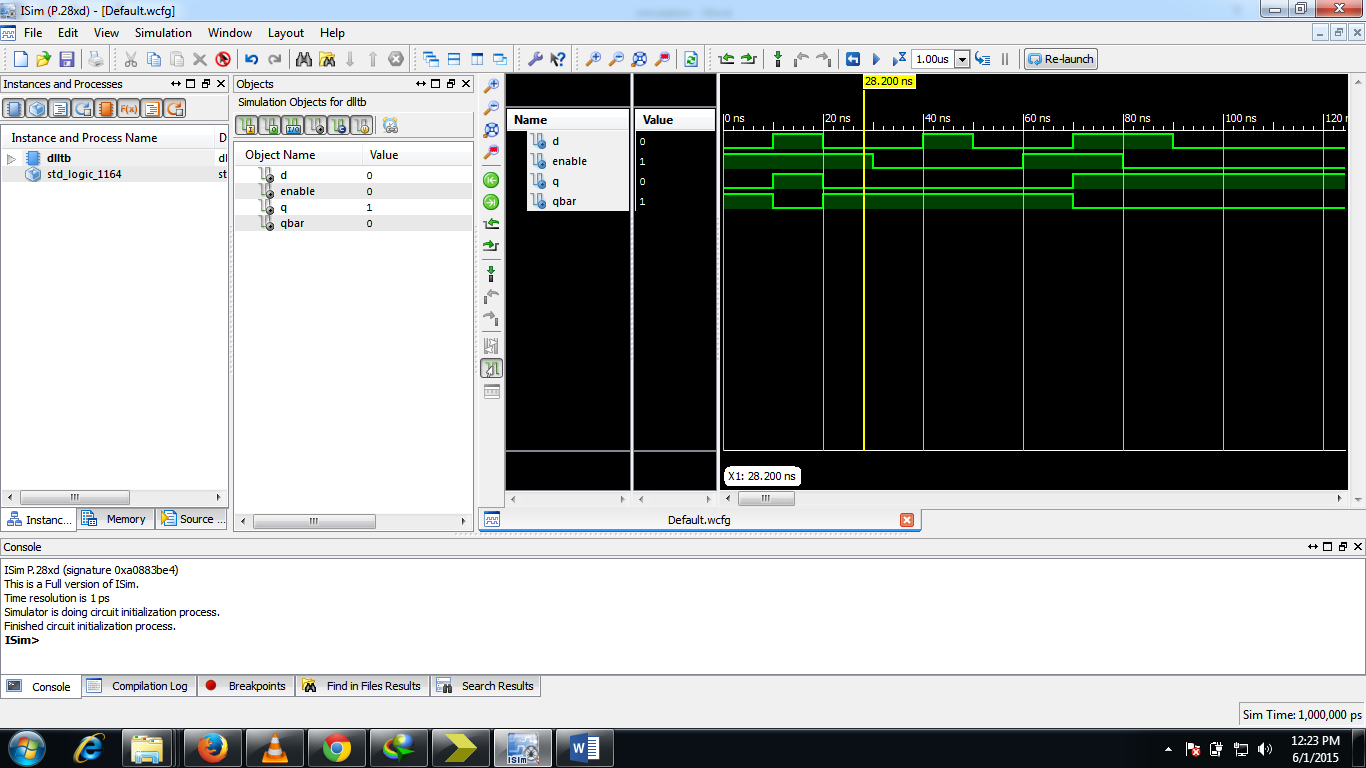 ISim (P.28xd) - [Default.wcfg]
File Edit View Simulation Window Layout Help
1.00us Re-launch
Instances and Processes
Instance and Process Name D
dlltb dl
std_logic_1164 st
Instanc... Memory Source ...
Objects
Simulation Objects for dlltb
Object Name Value
d 0
enable 0
q 1
qbar 0
Name Value
d 0
enable 1
q 0
qbar 1
28.200 ns
0 ns 20 ns 40 ns 60 ns 80 ns 100 ns 120 n
X1: 28.200 ns
Default.wcfg
Console
ISim P.28xd (signature 0xa0883be4)
This is a Full version of ISim.
Time resolution is 1 ps
Simulator is doing circuit initialization process.
Finished circuit initialization process.
ISim>
Console Compilation Log Breakpoints Find in Files Results Search Results
Sim Time: 1,000,000 ps
12:23 PM
6/1/2015